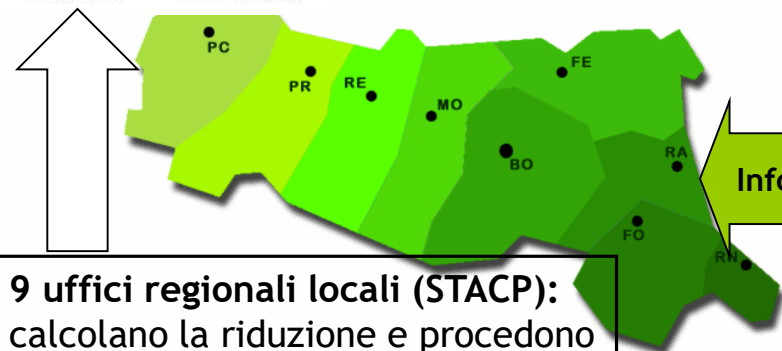 PC
PR
RE
MO
FE
BO
RA
FO
RN
Info
9 uffici regionali locali (STACP):
calcolano la riduzione e procedono